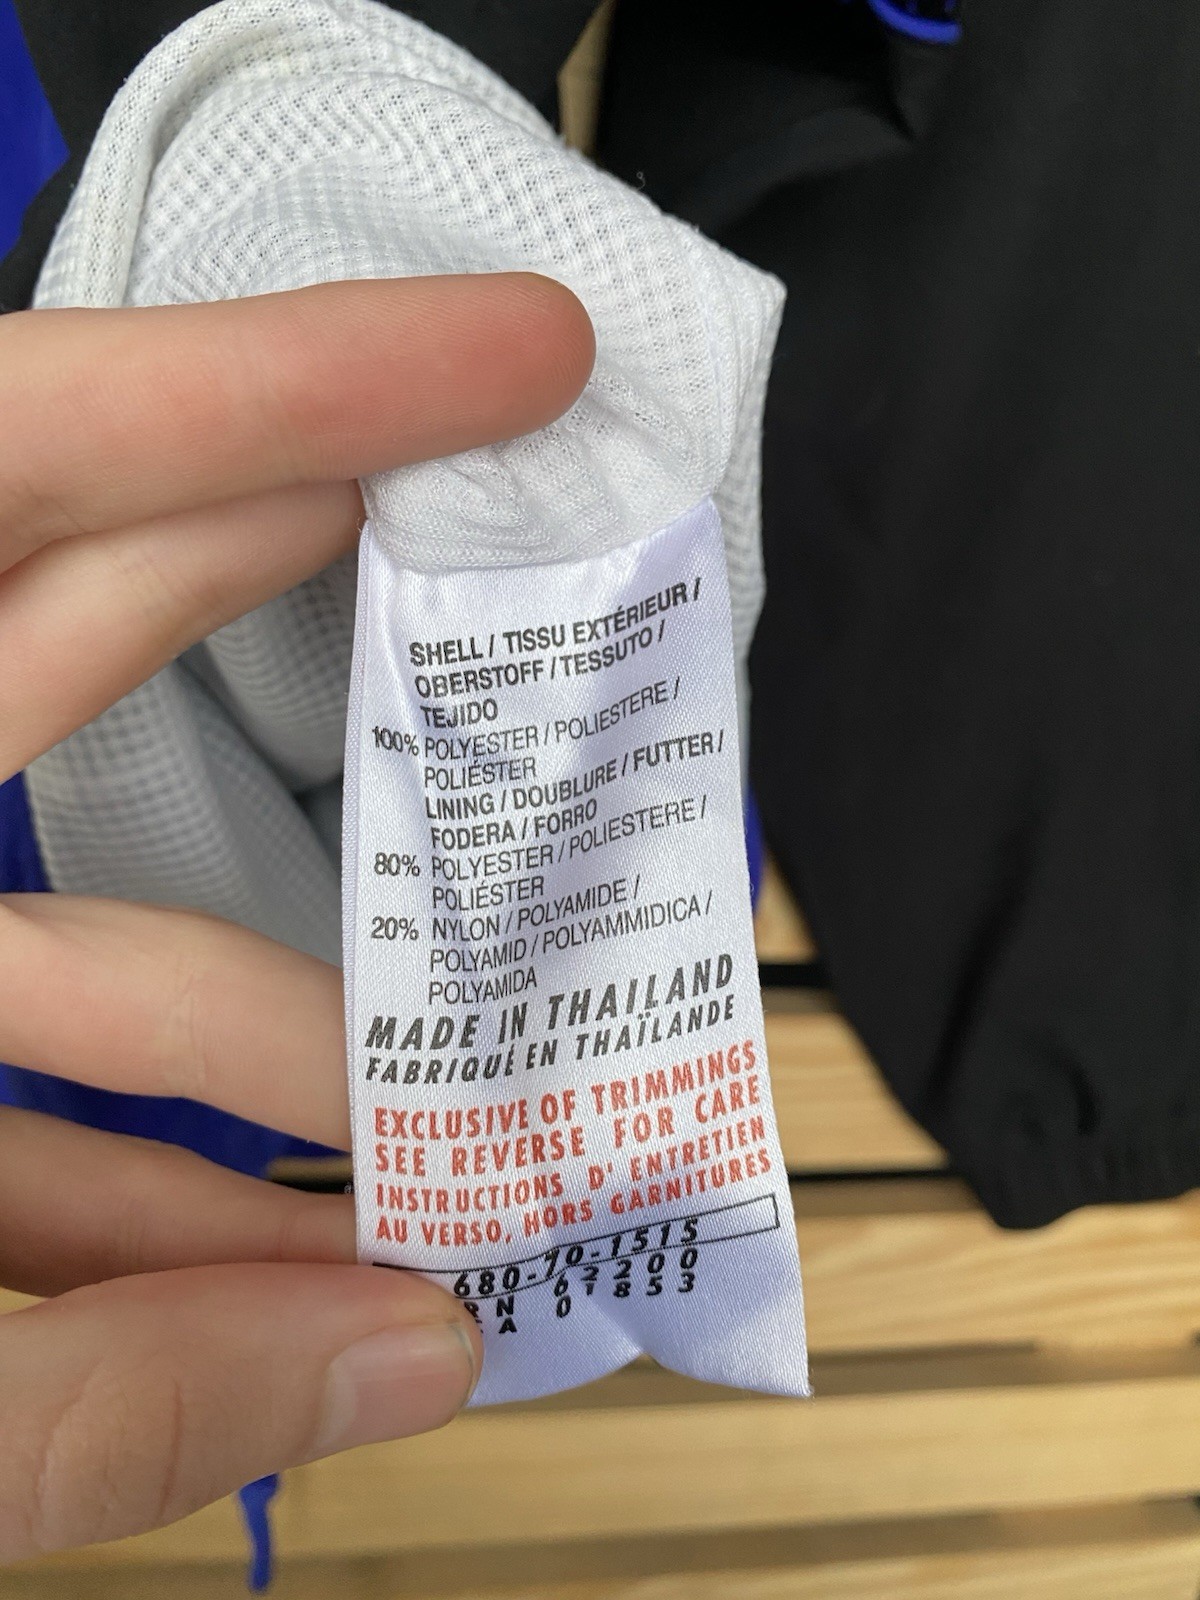 SHELL / TISSU EXTÉRIEUR /
OBERSTOFF / TESSUTO /
TEJIDO
100% POLYESTER / POLIESTERE /
POLIÉSTER
LINING / DOUBLURE / FUTTER /
FODERA / FORRO
80% POLYESTER / POLIESTERE /
POLIÉSTER
20% NYLON / POLYAMIDE /
POLYAMID / POLYAMMIDICA /
POLYAMIDA
MADE IN THAILAND
FABRIQUÉ EN THAÏLANDE
EXCLUSIVE OF TRIMMINGS
SEE REVERSE FOR CARE
INSTRUCTIONS D' ENTRETIEN
AU VERSO, HORS GARNITURES
680-70-1515
RN 62200
A 01853